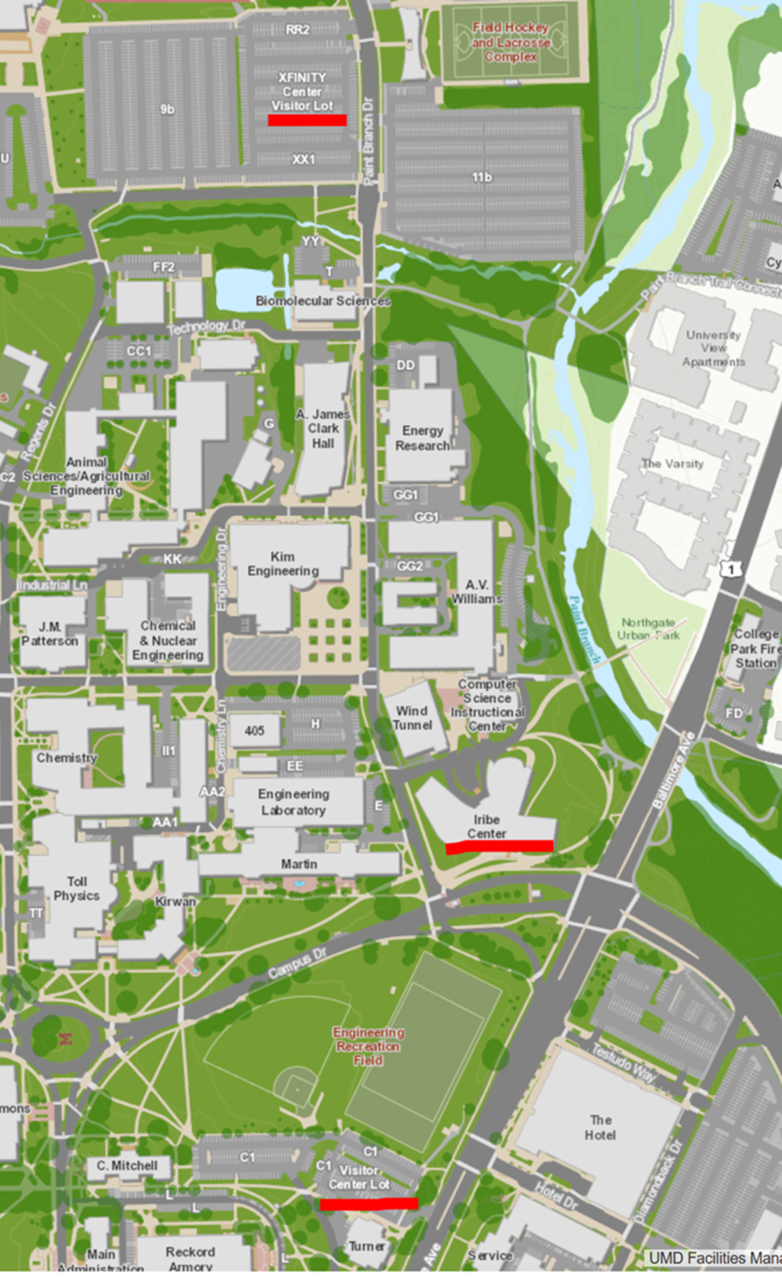 RR2
Field Hockey
and Lacrosse
Complex
XFINITY
Center
Visitor Lot
9b
Paint Branch Dr
U
XX1
11b
YY
FF2
T
Biomolecular Sciences
Technology Dr
CC1
University
View
Apartments
DD
Regents Dr
A. James
Clark
Hall
G
Energy
Research
Animal
Sciences/Agricultural
Engineering
C2
The Varsity
GG1
GG1
KK
Engineering Dr
Kim
Engineering
GG2
1
Industrial Ln
A.V.
Williams
J.M.
Patterson
Chemical
& Nuclear
Engineering
Paint Branch
Northgate
Urban Park
College
Park Fire
Station
Computer
Science
Instructional
Center
Wind
Tunnel
FD
Chemistry Ln
405
H
Chemistry
II1
EE
Baltimore Ave
AA2
Engineering
Laboratory
E
AA1
Iribe
Center
Martin
Toll
Physics
Kirwan
TT
Campus Dr
M
Engineering
Recreation
Field
Testudo Way
mons
The
Hotel
C. Mitchell
C1
C1
C1
Visitor
Center Lot
Diamondback Dr
Hotel Dr
L
L
L
Main
Administration
Reckord
Armory
Turner
Ave
Service
UMD Facilities Mana